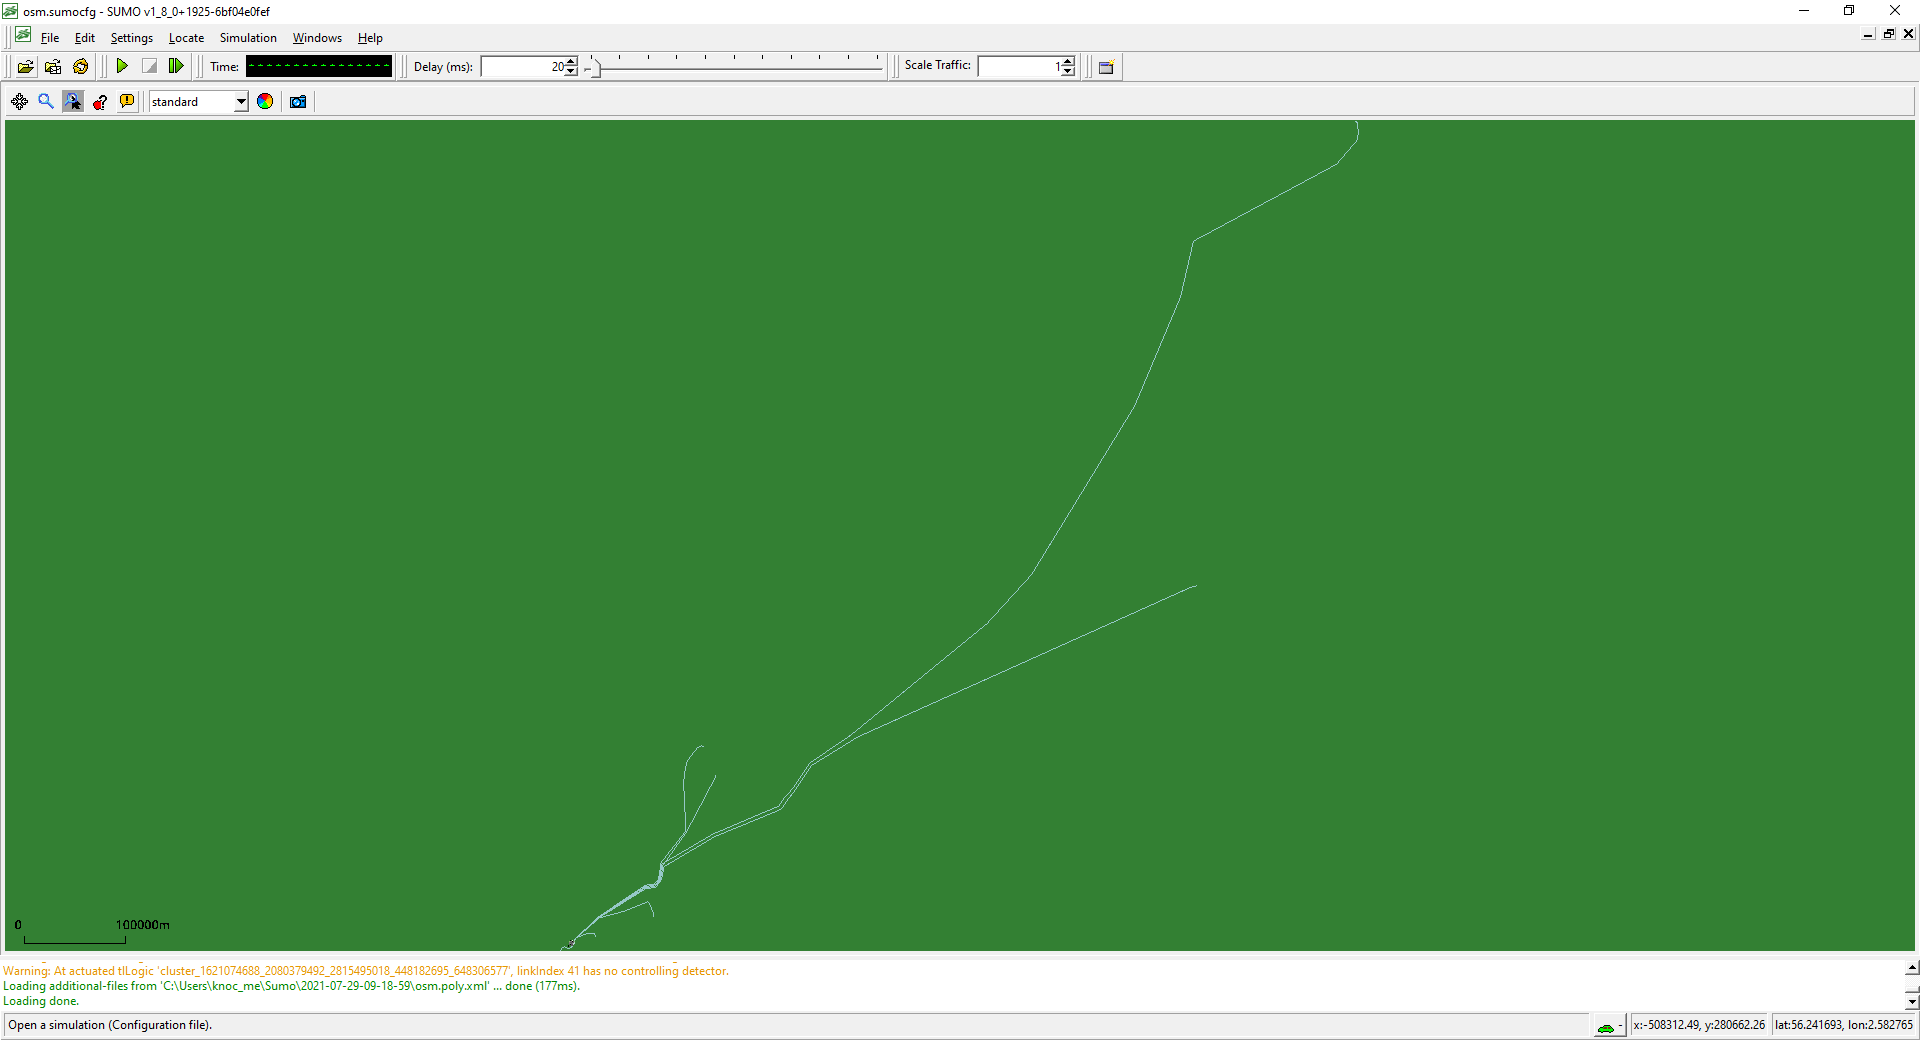 osm.sumocfg - SUMO v1_8_0+1925-6bf04e0fef
File Edit Settings Locate Simulation Windows Help
Time: Delay (ms): 20 Scale Traffic: 1
standard
0 100000m
Warning: At actuated tlLogic 'cluster_1621074688_2080379492_2815495018_448182695_648306577', linkIndex 41 has no controlling detector.
Loading additional-files from 'C:\Users\knoc_me\Sumo\2021-07-29-09-18-59\osm.poly.xml' ... done (177ms).
Loading done.
Open a simulation (Configuration file). - x:-508312.49, y:280662.26 lat:56.241693, lon:2.582765